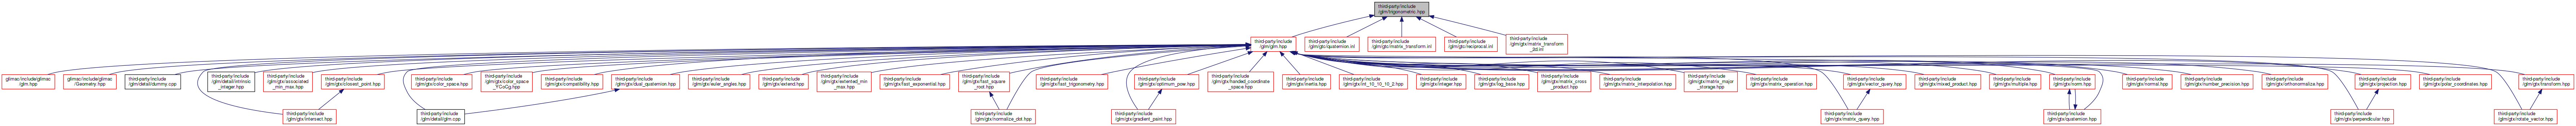 third-party/include
/glm/trigonometric.hpp
third-party/include
/glm/glm.hpp
third-party/include
/glm/gtc/quaternion.inl
third-party/include
/glm/gtc/matrix_transform.inl
third-party/include
/glm/gtc/reciprocal.inl
third-party/include
/glm/gtx/matrix_transform
_2d.inl
glimac/include/glimac
/glm.hpp
glimac/include/glimac
/Geometry.hpp
third-party/include
/glm/detail/dummy.cpp
third-party/include
/glm/detail/intrinsic
_integer.hpp
third-party/include
/glm/gtx/associated
_min_max.hpp
third-party/include
/glm/gtx/closest_point.hpp
third-party/include
/glm/gtx/color_space.hpp
third-party/include
/glm/gtx/color_space
_YCoCg.hpp
third-party/include
/glm/gtx/compatibility.hpp
third-party/include
/glm/gtx/dual_quaternion.hpp
third-party/include
/glm/gtx/euler_angles.hpp
third-party/include
/glm/gtx/extend.hpp
third-party/include
/glm/gtx/extented_min
_max.hpp
third-party/include
/glm/gtx/fast_exponential.hpp
third-party/include
/glm/gtx/fast_square
_root.hpp
third-party/include
/glm/gtx/fast_trigonometry.hpp
third-party/include
/glm/gtx/optimum_pow.hpp
third-party/include
/glm/gtx/handed_coordinate
_space.hpp
third-party/include
/glm/gtx/inertia.hpp
third-party/include
/glm/gtx/int_10_10_10_2.hpp
third-party/include
/glm/gtx/integer.hpp
third-party/include
/glm/gtx/log_base.hpp
third-party/include
/glm/gtx/matrix_cross
_product.hpp
third-party/include
/glm/gtx/matrix_interpolation.hpp
third-party/include
/glm/gtx/matrix_major
_storage.hpp
third-party/include
/glm/gtx/matrix_operation.hpp
third-party/include
/glm/gtx/vector_query.hpp
third-party/include
/glm/gtx/mixed_product.hpp
third-party/include
/glm/gtx/multiple.hpp
third-party/include
/glm/gtx/norm.hpp
third-party/include
/glm/gtx/normal.hpp
third-party/include
/glm/gtx/number_precision.hpp
third-party/include
/glm/gtx/orthonormalize.hpp
third-party/include
/glm/gtx/projection.hpp
third-party/include
/glm/gtx/polar_coordinates.hpp
third-party/include
/glm/gtx/transform.hpp
third-party/include
/glm/gtx/intersect.hpp
third-party/include
/glm/detail/glm.cpp
third-party/include
/glm/gtx/normalize_dot.hpp
third-party/include
/glm/gtx/gradient_paint.hpp
third-party/include
/glm/gtx/matrix_query.hpp
third-party/include
/glm/gtx/quaternion.hpp
third-party/include
/glm/gtx/perpendicular.hpp
third-party/include
/glm/gtx/rotate_vector.hpp